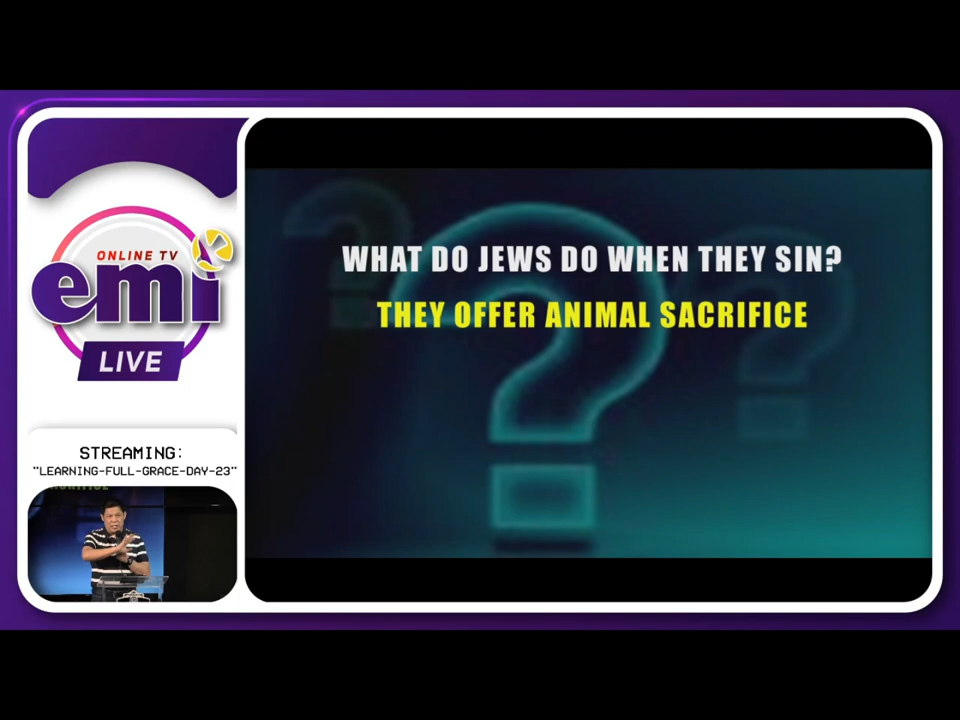 ONLINE TV
emi
LIVE
STREAMING:
"LEARNING-FULL-GRACE-DAY-23"
WHAT DO JEWS DO WHEN THEY SIN?
THEY OFFER ANIMAL SACRIFICE